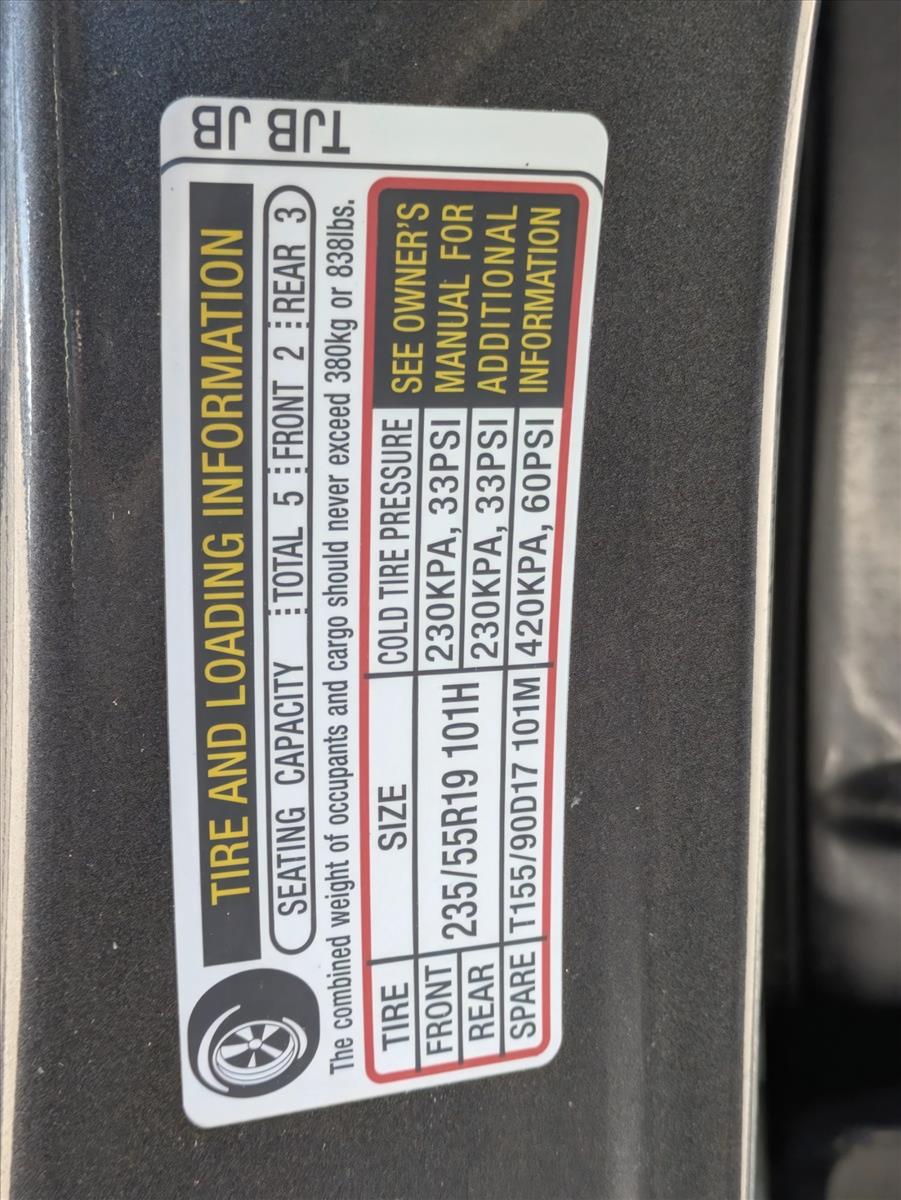 TIRE AND LOADING INFORMATION
SEATING CAPACITY TOTAL 5 FRONT 2 REAR 3
The combined weight of occupants and cargo should never exceed 380kg or 838lbs.
TIRE SIZE COLD TIRE PRESSURE
FRONT 235/55R19 101H 230KPA, 33PSI
REAR 230KPA, 33PSI
SPARE T155/90D17 101M 420KPA, 60PSI
SEE OWNER'S
MANUAL FOR
ADDITIONAL
INFORMATION
TJB JB